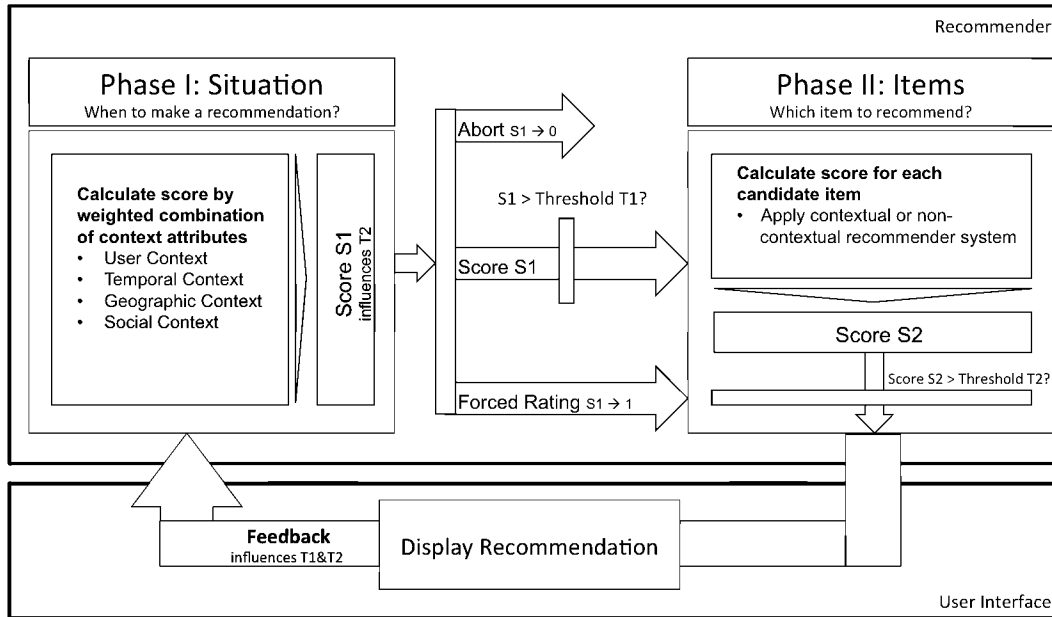 Recommender
Phase I: Situation
When to make a recommendation?
Calculate score by
weighted combination
of context attributes
• User Context
• Temporal Context
• Geographic Context
• Social Context
Score S1
influences T2
Abort S1 → 0
S1 > Threshold T1?
Score S1
Forced Rating S1 → 1
Phase II: Items
Which item to recommend?
Calculate score for each
candidate item
• Apply contextual or non-
contextual recommender system
Score S2
Score S2 > Threshold T2?
Feedback
influences T1&T2
Display Recommendation
User Interface